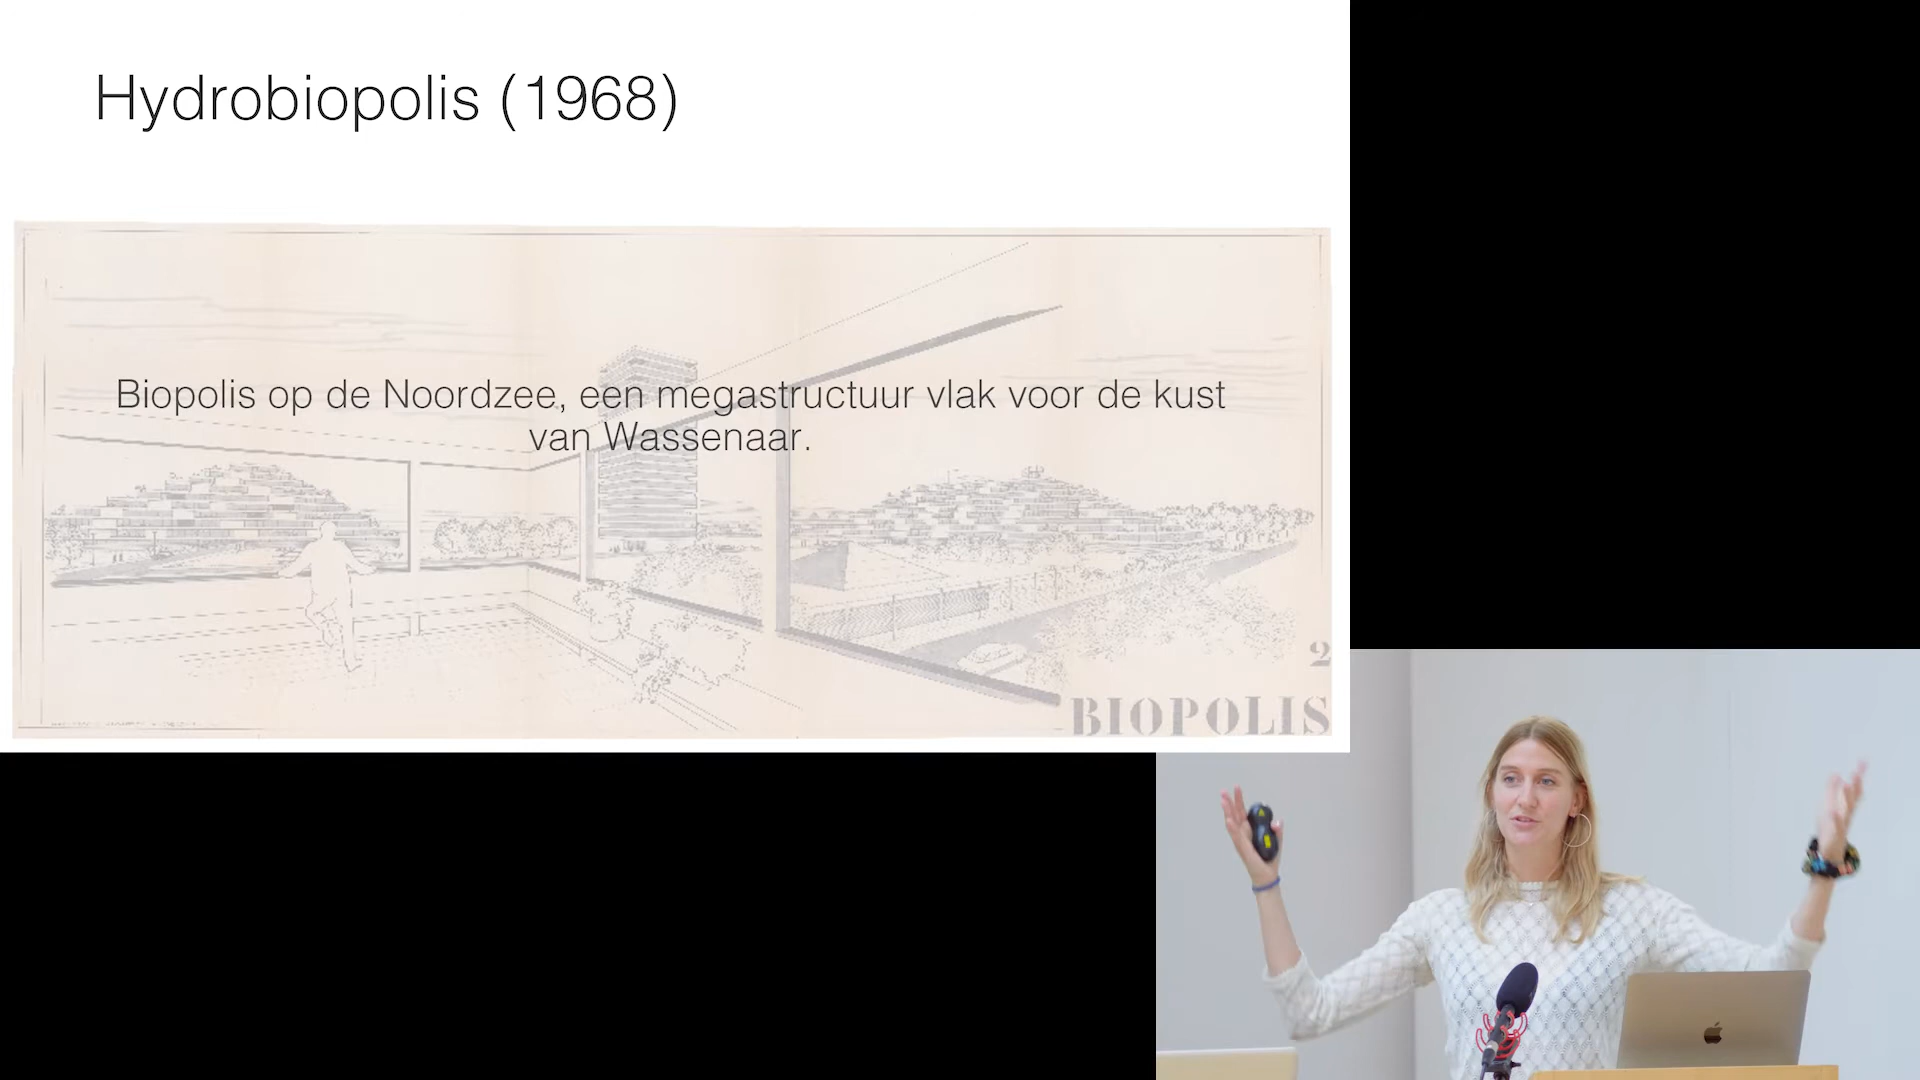 Hydrobiopolis (1968)
Biopolis op de Noordzee, een megastructuur vlak voor de kust
van Wassenaar.
2
BIOPOLIS